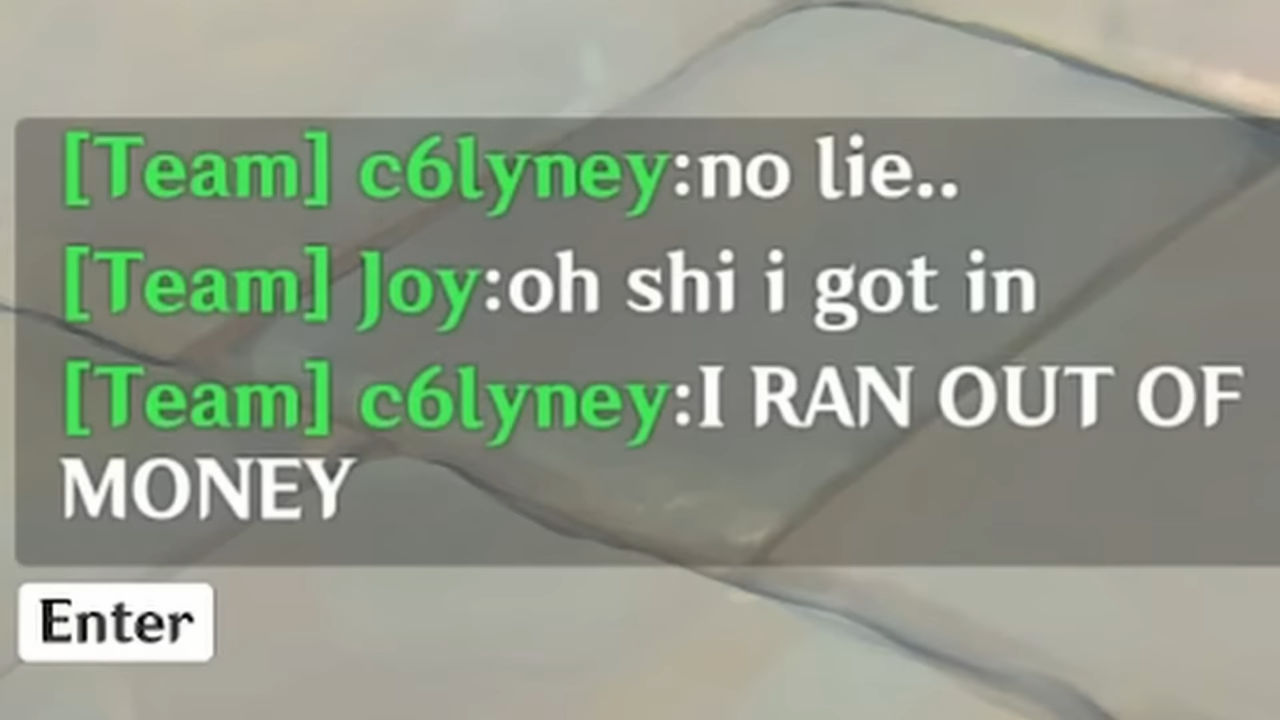 [Team] c6lyney:no lie..
[Team] Joy:oh shi i got in
[Team] c6lyney:I RAN OUT OF
MONEY
Enter